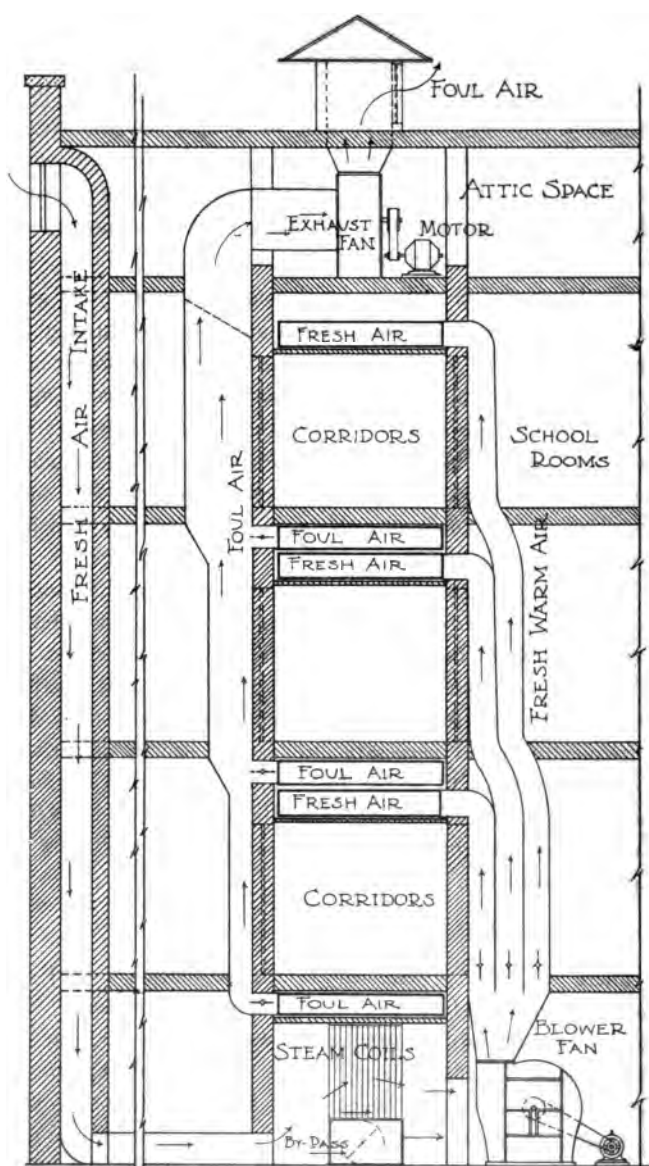 FOUL AIR
ATTIC SPACE
EXHAUST
FAN
MOTOR
FRESH AIR INTAKE
FRESH AIR
CORRIDORS
SCHOOL
ROOMS
FOUL AIR
FOUL AIR
FRESH AIR
FRESH WARM AIR
FOUL AIR
FRESH AIR
CORRIDORS
FOUL AIR
STEAM COILS
BLOWER
FAN
BY-PASS